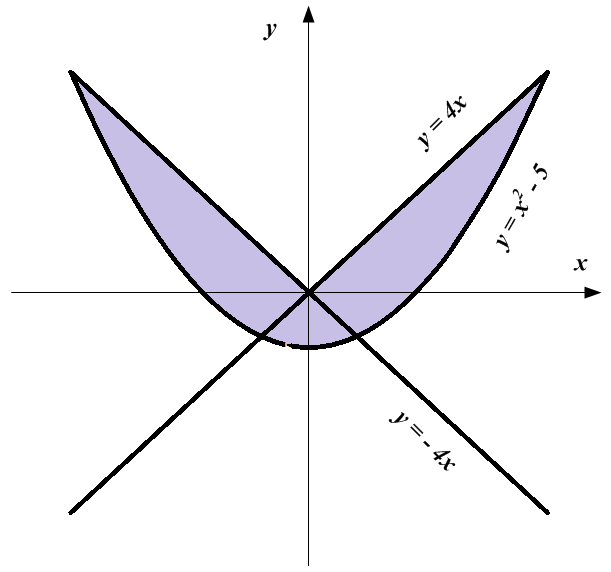 y
y = 4x
y = x² - 5
x
y = - 4x